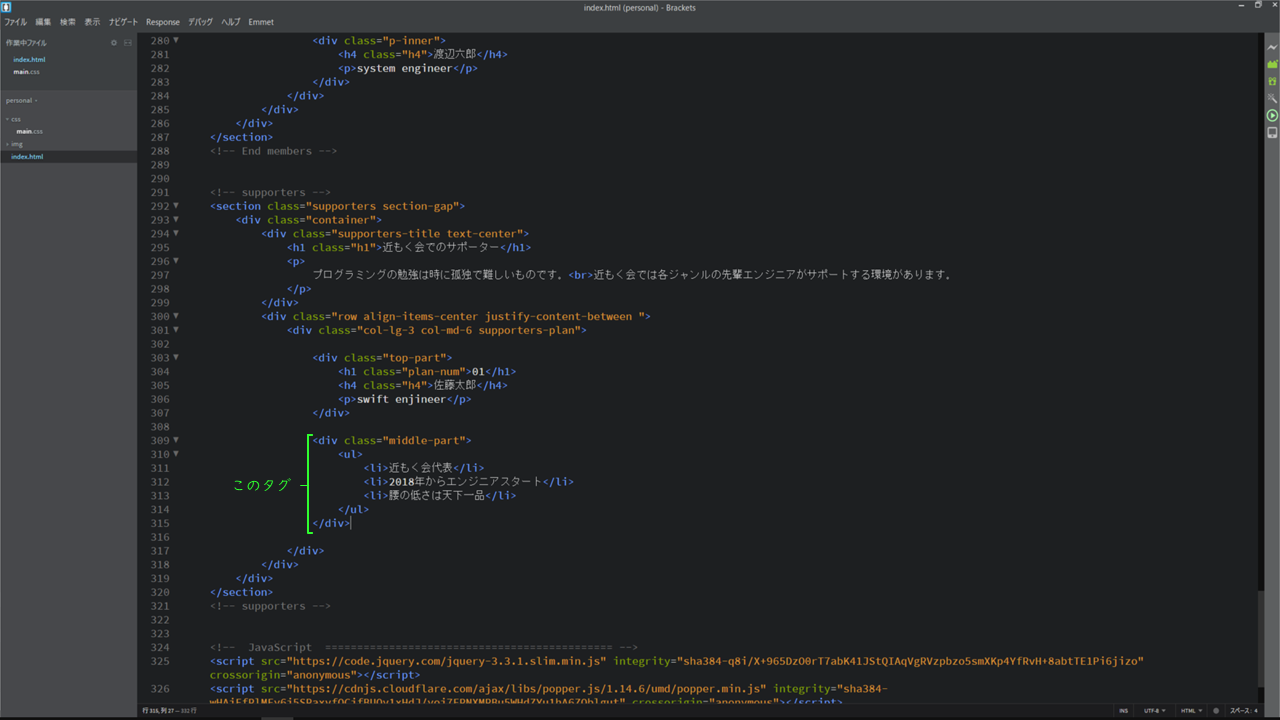 index.html (personal) - Brackets
ファイル 編集 検索 表示 ナビゲート Response デバッグ ヘルプ Emmet
作業中ファイル
index.html
main.css
personal
css
main.css
img
index.html
280 <div class="p-inner">
281 <h4 class="h4">渡辺六郎</h4>
282 <p>system engineer</p>
283 </div>
284 </div>
285 </div>
286 </div>
287 </section>
288 <!-- End members -->
289
290
291 <!-- supporters -->
292 <section class="supporters section-gap">
293 <div class="container">
294 <div class="supporters-title text-center">
295 <h1 class="h1">近もく会でのサポーター</h1>
296 <p>
297 プログラミングの勉強は時に孤独で難しいものです。<br>近もく会では各ジャンルの先輩エンジニアがサポートする環境があります。
298 </p>
299 </div>
300 <div class="row align-items-center justify-content-between ">
301 <div class="col-lg-3 col-md-6 supporters-plan">
302
303 <div class="top-part">
304 <h1 class="plan-num">01</h1>
305 <h4 class="h4">佐藤太郎</h4>
306 <p>swift enjineer</p>
307 </div>
308
309 <div class="middle-part">
310 <ul>
311 <li>近もく会代表</li>
312 <li>2018年からエンジニアスタート</li>
313 <li>腰の低さは天下一品</li>
314 </ul>
315 </div>
このタグ
316
317 </div>
318 </div>
319 </div>
320 </section>
321 <!-- supporters -->
322
323
324 <!-- JavaScript ============================================= -->
325 <script src="https://code.jquery.com/jquery-3.3.1.slim.min.js" integrity="sha384-q8i/X+965DzO0rT7abK41JStQIAqVgRVzpbzo5smXKp4YfRvH+8abtTE1Pi6jizo"
crossorigin="anonymous"></script>
326 <script src="https://cdnjs.cloudflare.com/ajax/libs/popper.js/1.14.6/umd/popper.min.js" integrity="sha384-
行 315, 列 27 — 331 行
INS UTF-8 HTML スペース: 4